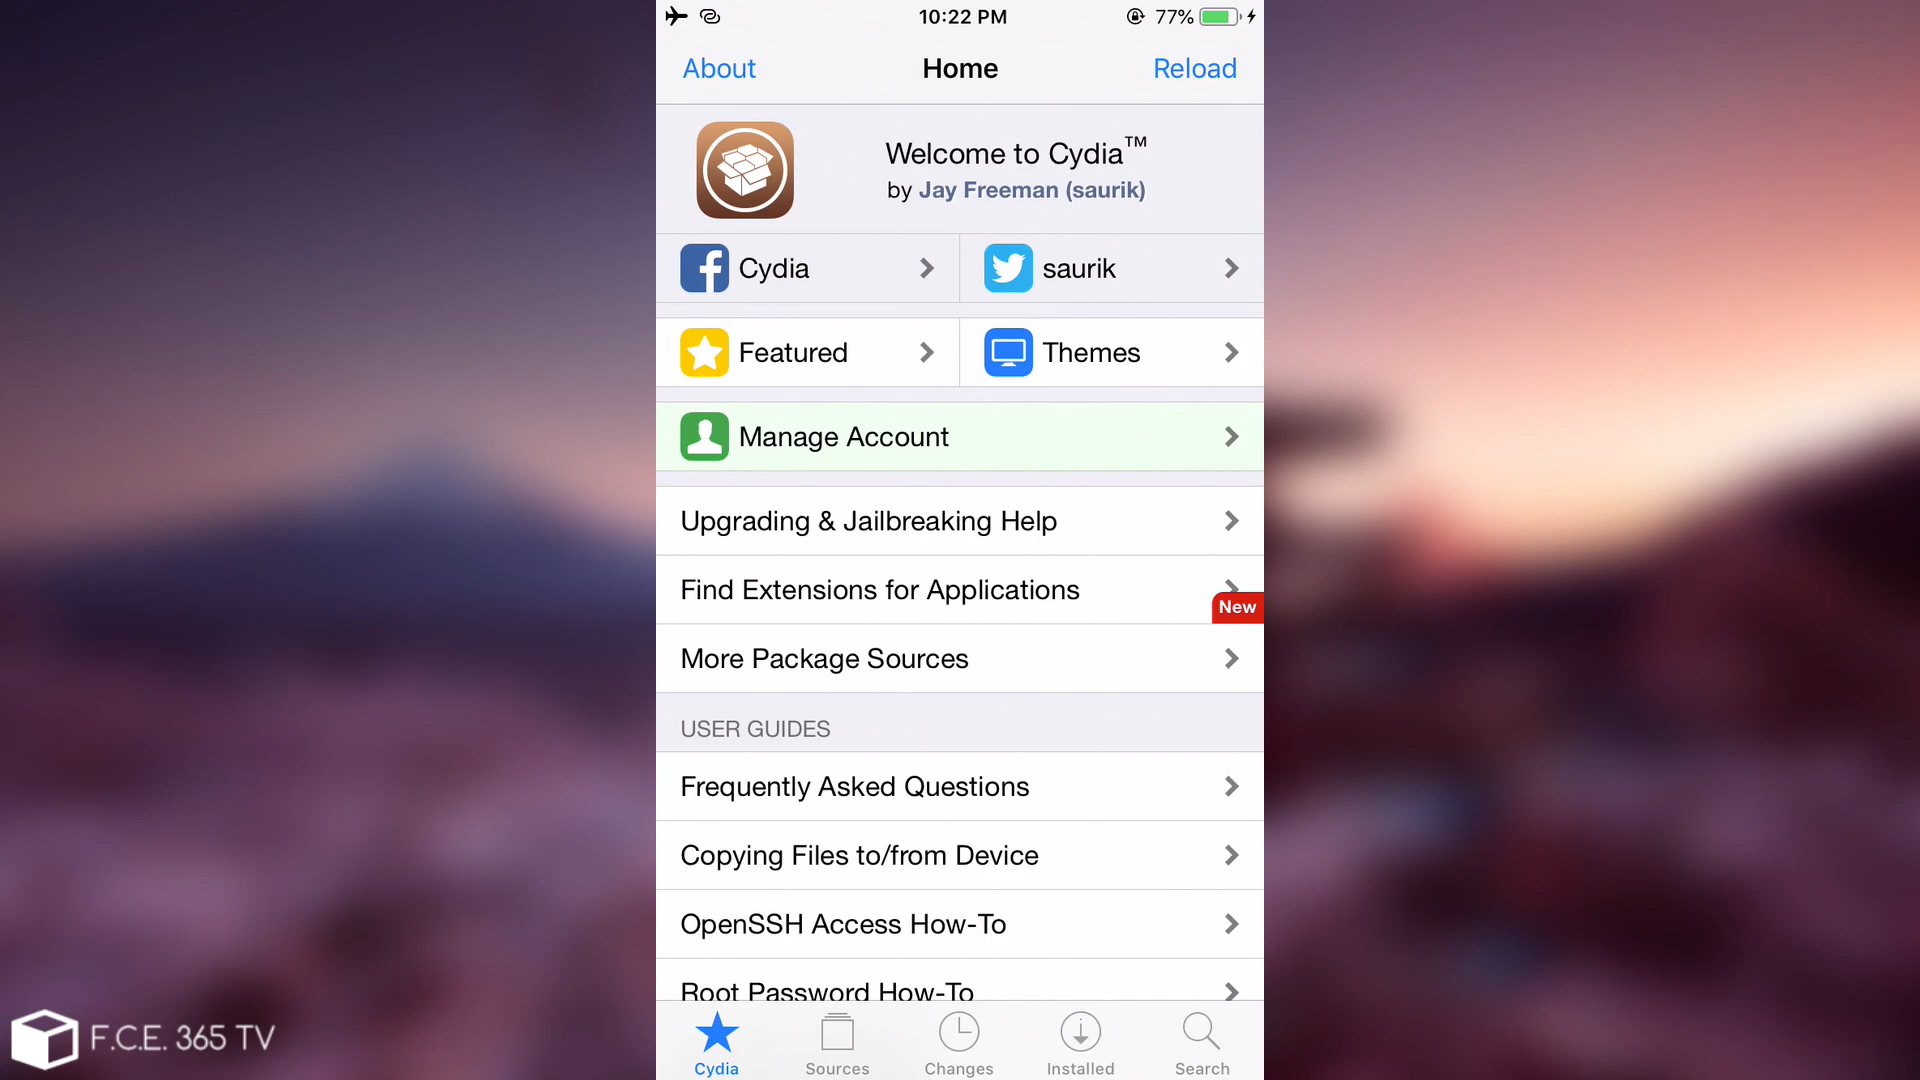 10:22 PM
77%
About
Home
Reload
Welcome to Cydia™
by Jay Freeman (saurik)
Cydia
saurik
Featured
Themes
Manage Account
Upgrading & Jailbreaking Help
Find Extensions for Applications
New
More Package Sources
USER GUIDES
Frequently Asked Questions
Copying Files to/from Device
OpenSSH Access How-To
Root Password How-To
Cydia
Sources
Changes
Installed
Search
F.C.E. 365 TV